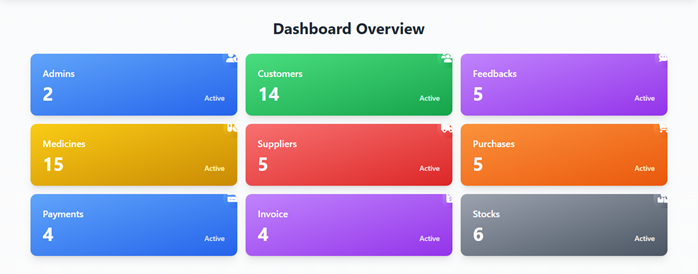 Dashboard Overview
Admins
2
Active
Customers
14
Active
Feedbacks
5
Active
Medicines
15
Active
Suppliers
5
Active
Purchases
5
Active
Payments
4
Active
Invoice
4
Active
Stocks
6
Active